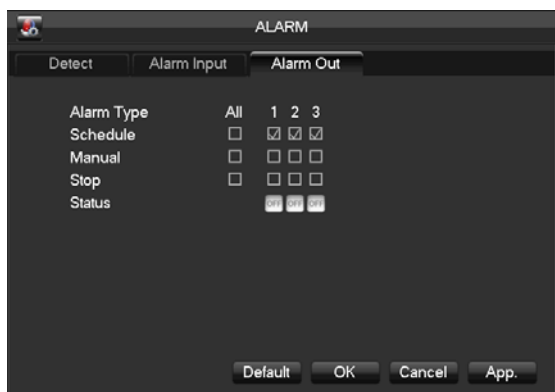 ALARM
Detect Alarm Input Alarm Out
Alarm Type All 1 2 3
Schedule
Manual
Stop
Status OFF OFF OFF
Default OK Cancel App.